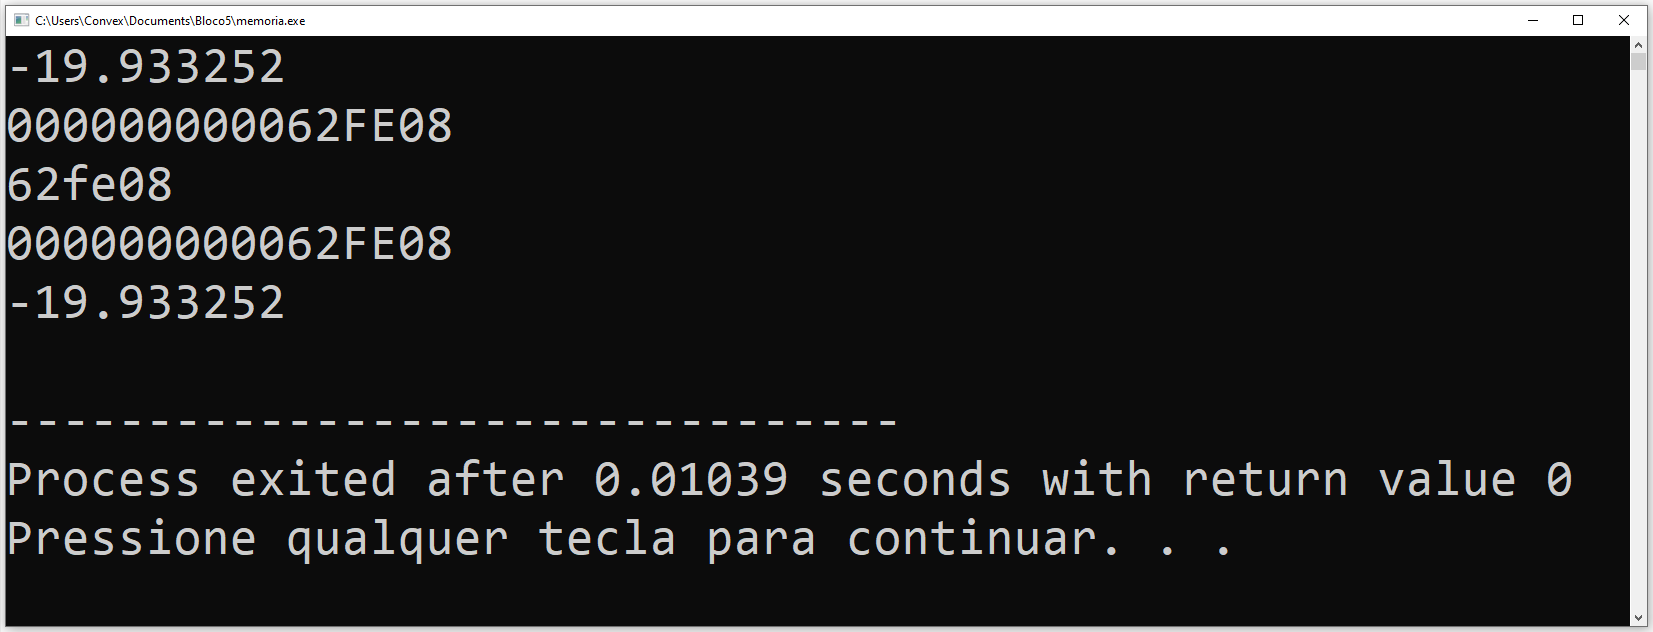 C:\Users\Convex\Documents\Bloco5\memoria.exe
-19.933252
000000000062FE08
62fe08
000000000062FE08
-19.933252
--------------------------------
Process exited after 0.01039 seconds with return value 0
Pressione qualquer tecla para continuar. . .